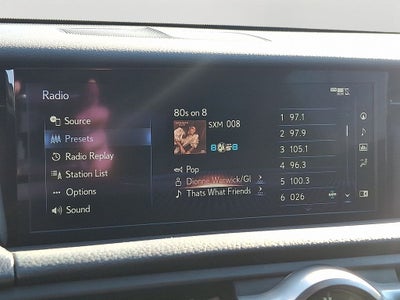 Radio
Source
Presets
Radio Replay
Station List
Options
Sound
80s on 8
SXM 008
Pop
Dionne Warwick/Gl
Thats What Friends
1 97.1
2 97.9
3 105.1
4 96.3
5 100.3
6 026